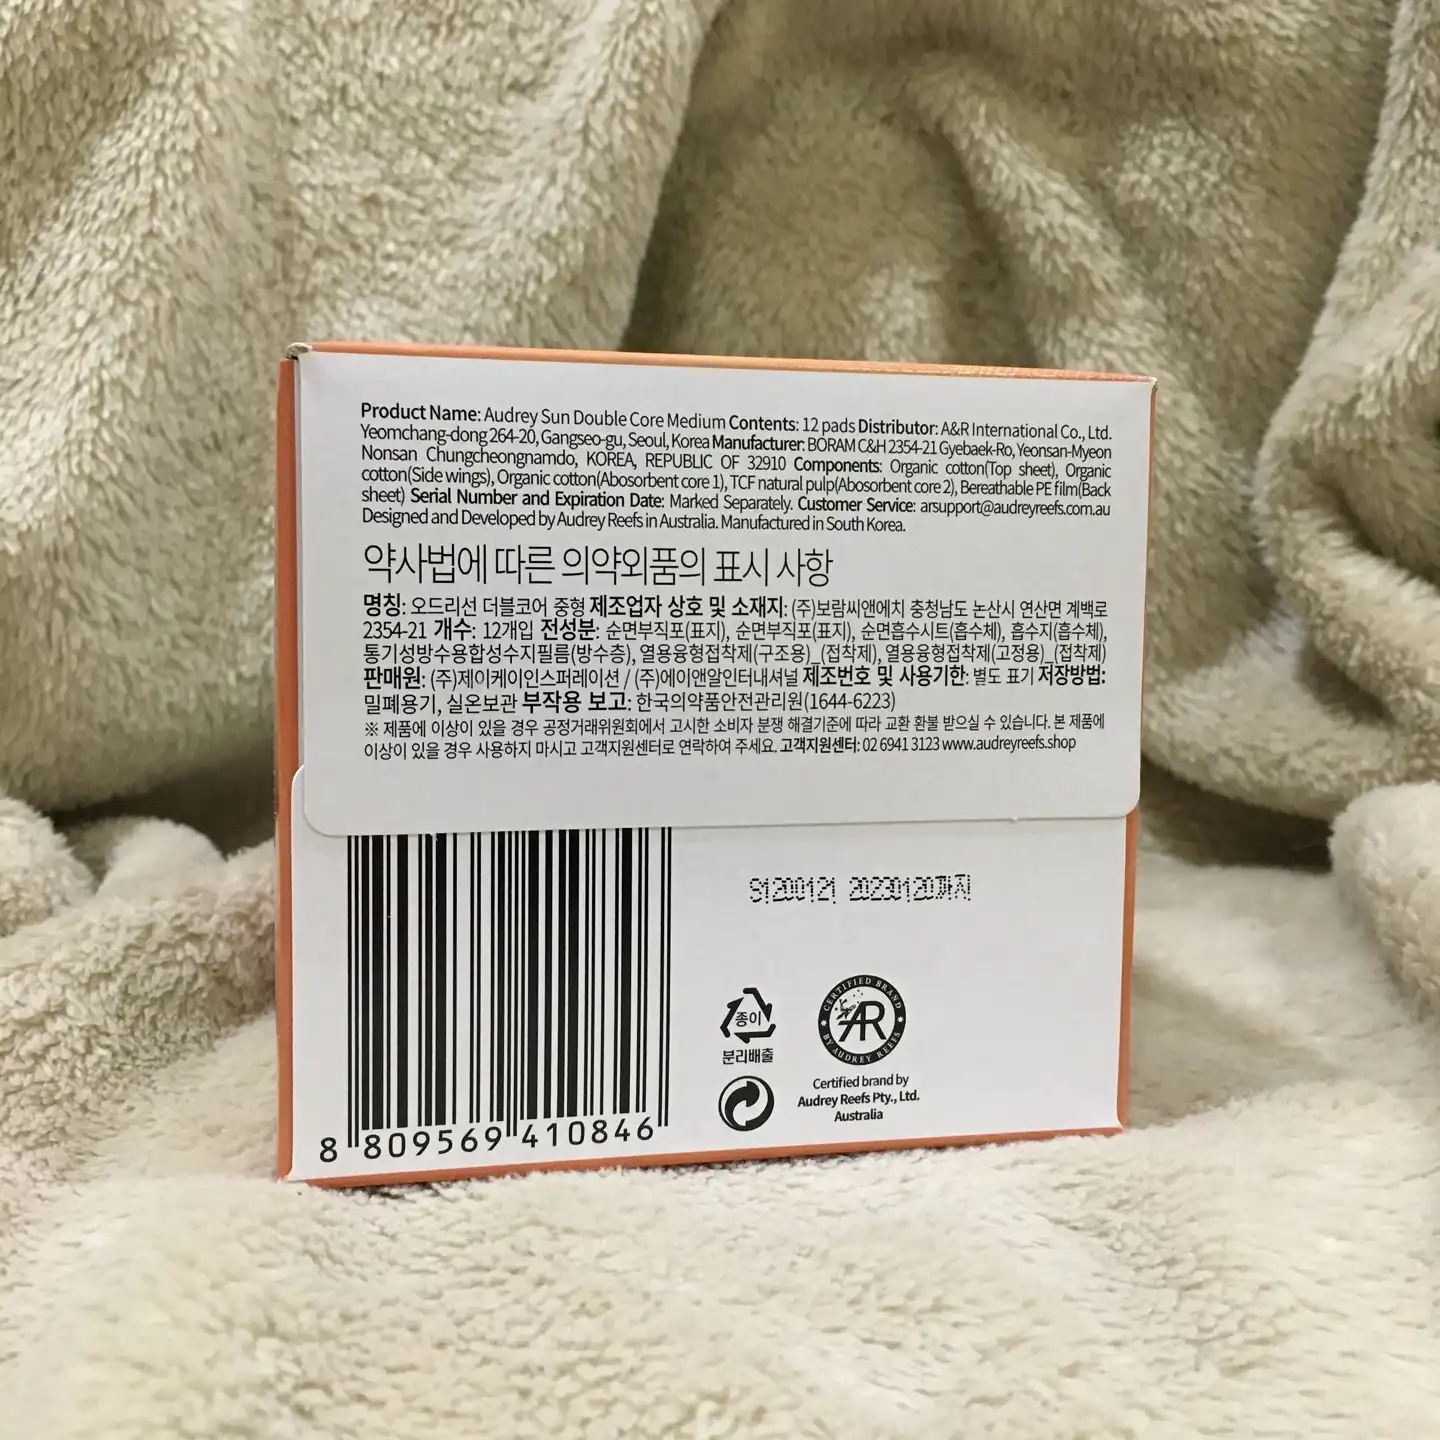 Product Name: Audrey Sun Double Core Medium Contents: 12 pads Distributor: A&R International Co., Ltd.
Yeomchang-dong 264-20, Gangseo-gu, Seoul, Korea Manufacturer: BORAM C&H 2354-21 Gyebaek-Ro, Yeonsan-Myeon
Nonsan Chungcheongnamdo, KOREA, REPUBLIC OF 32910 Components: Organic cotton(Top sheet), Organic
cotton(Side wings), Organic cotton(Abosorbent core 1), TCF natural pulp(Abosorbent core 2), Bereathable PE film(Back
sheet) Serial Number and Expiration Date: Marked Separately. Customer Service: arsupport@audreyreefs.com.au
Designed and Developed by Audrey Reefs in Australia. Manufactured in South Korea.
약사법에 따른 의약외품의 표시 사항
명칭: 오드리선 더블코어 중형 제조업자 상호 및 소재지: (주)보람씨앤에치 충청남도 논산시 연산면 계백로
2354-21 개수: 12개입 전성분: 순면부직포(표지), 순면부직포(표지), 순면흡수시트(흡수체), 흡수지(흡수체),
통기성방수용합성수지필름(방수층), 열용융형접착제(구조용)_(접착제), 열용융형접착제(고정용)_(접착제)
판매원: (주)제이케이인스퍼레이션 / (주)에이앤알인터내셔널 제조번호 및 사용기한: 별도 표기 저장방법:
밀폐용기, 실온보관 부작용 보고: 한국의약품안전관리원(1644-6223)
※ 제품에 이상이 있을 경우 공정거래위원회에서 고시한 소비자 분쟁 해결기준에 따라 교환 환불 받으실 수 있습니다. 본 제품에
이상이 있을 경우 사용하지 마시고 고객지원센터로 연락하여 주세요. 고객지원센터: 02 6941 3123 www.audreyreefs.shop
S1200121 20230120까지
종이
분리배출
CERTIFIED BRAND
AR
BY AUDREY REEFS
Certified brand by
Audrey Reefs Pty., Ltd.
Australia
8 809569 410846